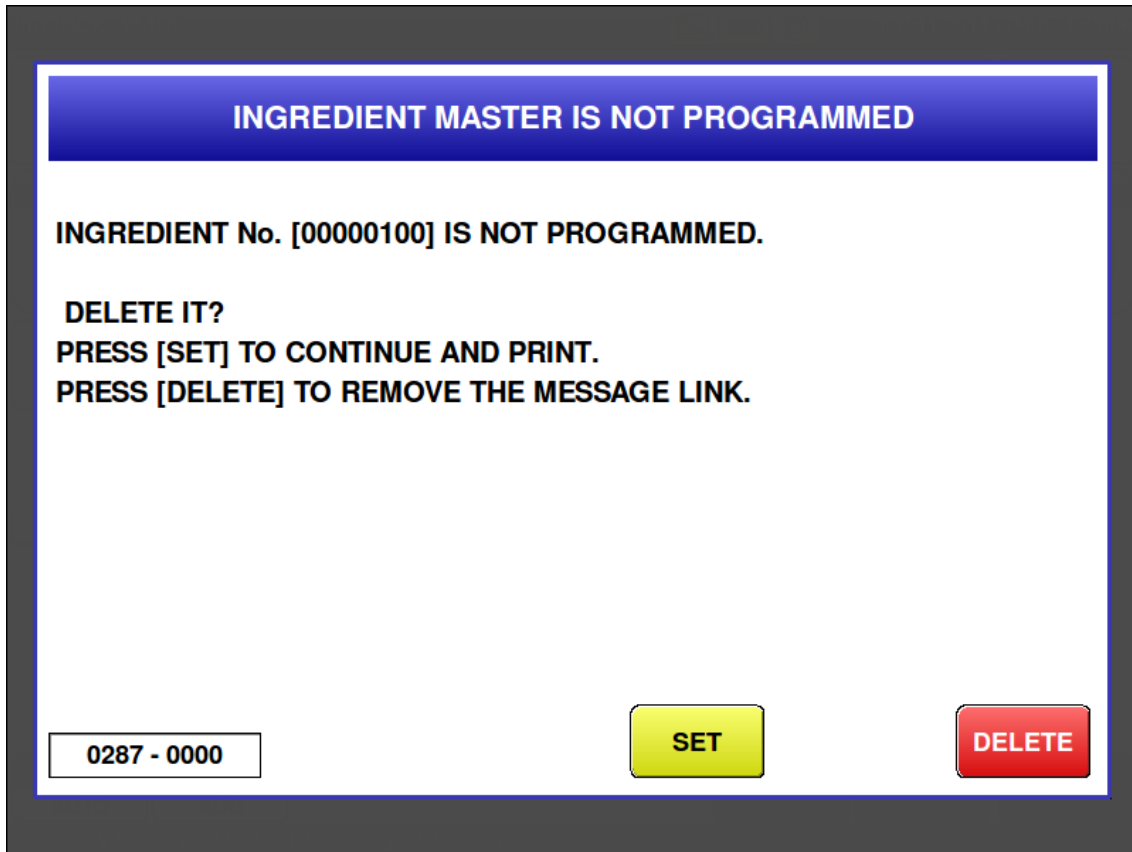 INGREDIENT MASTER IS NOT PROGRAMMED
INGREDIENT No. [00000100] IS NOT PROGRAMMED.
DELETE IT?
PRESS [SET] TO CONTINUE AND PRINT.
PRESS [DELETE] TO REMOVE THE MESSAGE LINK.
0287 - 0000
SET
DELETE